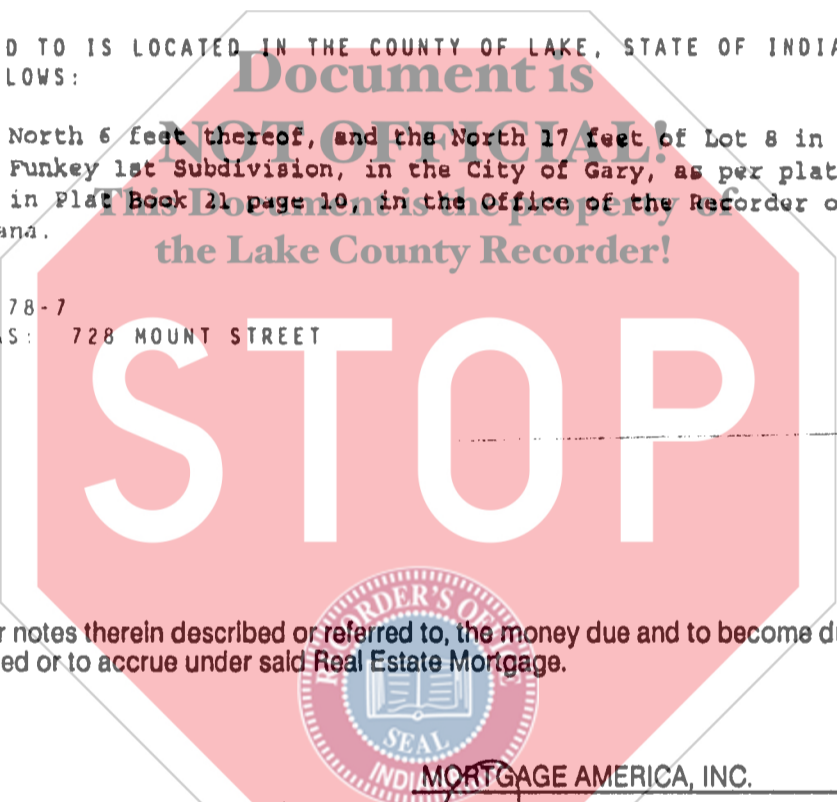 D TO IS LOCATED IN THE COUNTY OF LAKE, STATE OF INDIA
LOWS:
Document is
North 6 feet thereof, and the North 17 feet of Lot 8 in
NOT OFFICIAL!
Funkey 1st Subdivision, in the City of Gary, as per plat
in Plat Book 21 page 10, in the Office of the Recorder o
This Document is the property of
ana.
the Lake County Recorder!
78-7
AS: 728 MOUNT STREET
STOP
r notes therein described or referred to, the money due and to become d
ed or to accrue under said Real Estate Mortgage.
RECORDER'S OFFICE
SEAL
INDIANA
MORTGAGE AMERICA, INC.